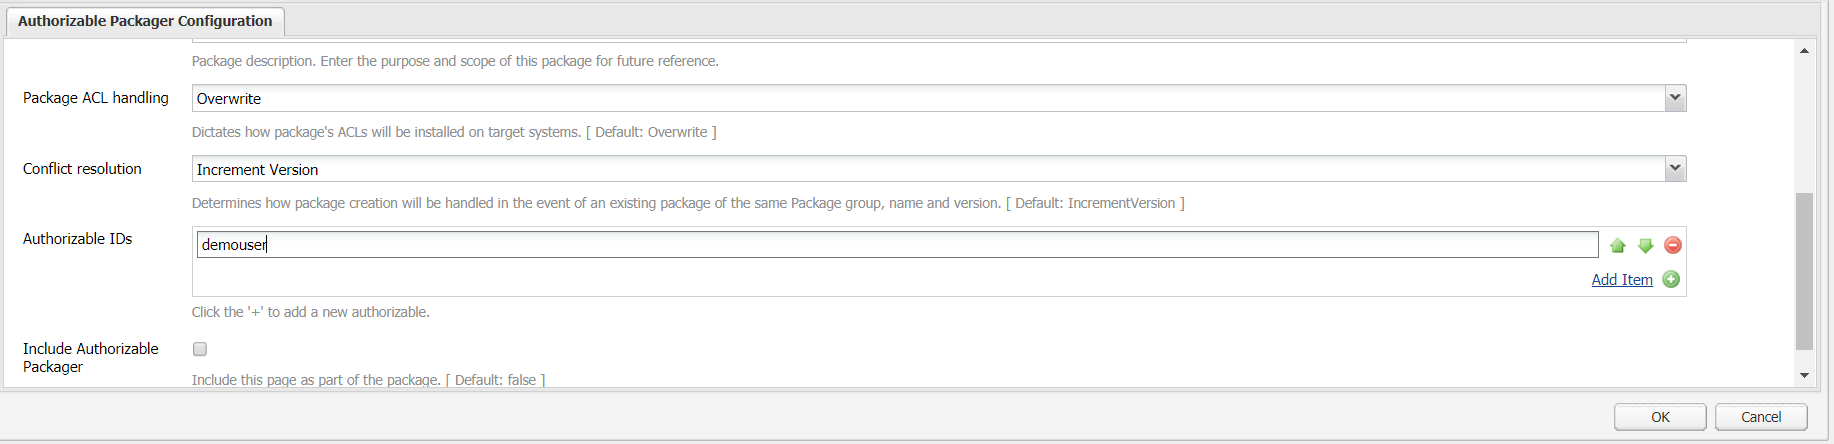 Authorizable Packager Configuration
Package description. Enter the purpose and scope of this package for future reference.
Package ACL handling
Overwrite
Dictates how package's ACLs will be installed on target systems. [ Default: Overwrite ]
Conflict resolution
Increment Version
Determines how package creation will be handled in the event of an existing package of the same Package group, name and version. [ Default: IncrementVersion ]
Authorizable IDs
demouser
Add Item
Click the '+' to add a new authorizable.
Include Authorizable
Packager
Include this page as part of the package. [ Default: false ]
OK
Cancel